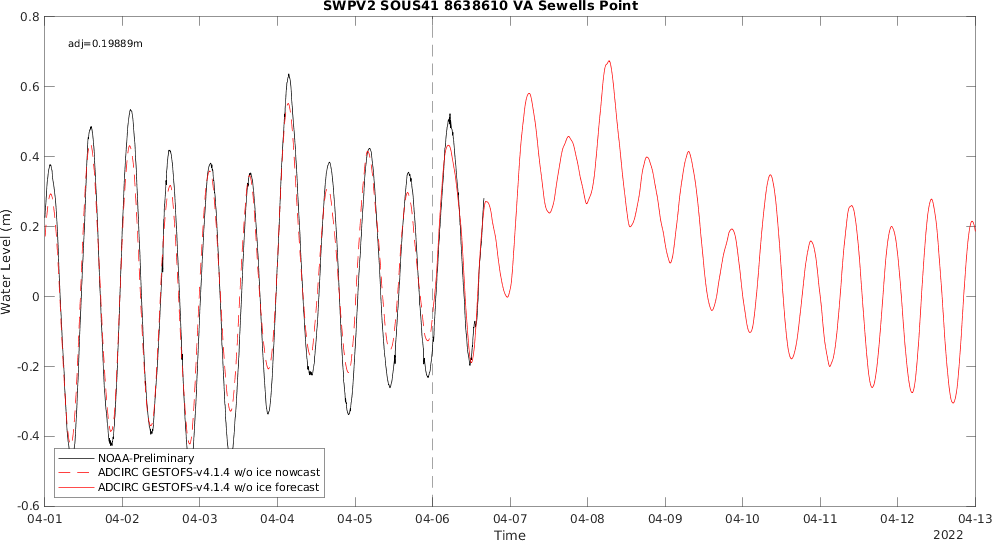 SWPV2 SOUS41 8638610 VA Sewells Point
adj=0.19889m
Water Level (m)
0.8
0.6
0.4
0.2
0
-0.2
-0.4
-0.6
NOAA-Preliminary
ADCIRC GESTOFS-v4.1.4 w/o ice nowcast
ADCIRC GESTOFS-v4.1.4 w/o ice forecast
04-01 04-02 04-03 04-04 04-05 04-06 04-07 04-08 04-09 04-10 04-11 04-12 04-13
Time
2022